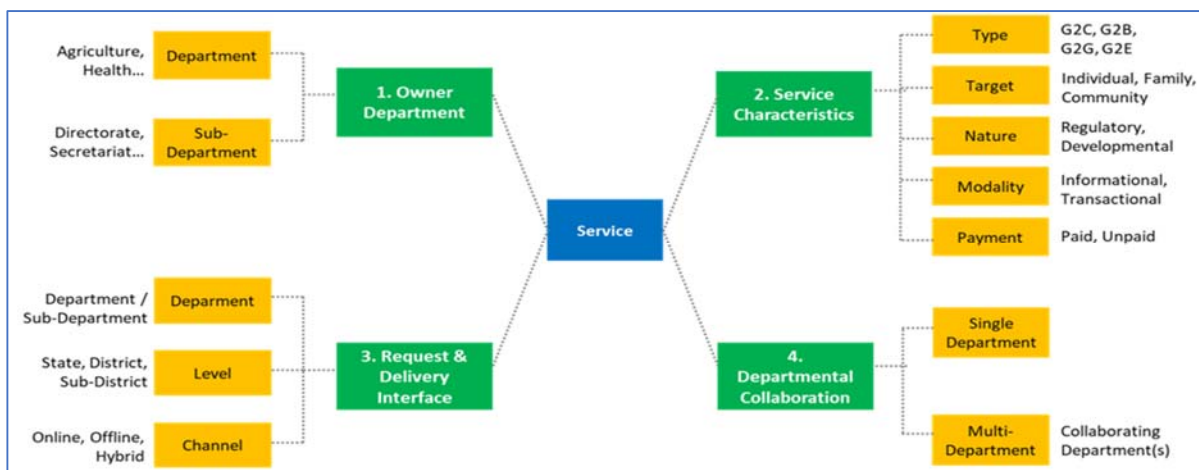 Agriculture,
Health...
Department
Directorate,
Secretariat...
Sub-
Department
1. Owner
Department
2. Service
Characteristics
Type
G2C, G2B,
G2G, G2E
Target
Individual, Family,
Community
Nature
Regulatory,
Developmental
Modality
Informational,
Transactional
Payment
Paid, Unpaid
Service
Department /
Sub-Department
Deparment
State, District,
Sub-District
Level
Online, Offline,
Hybrid
Channel
3. Request &
Delivery
Interface
4.
Departmental
Collaboration
Single
Department
Multi-
Department
Collaborating
Department(s)